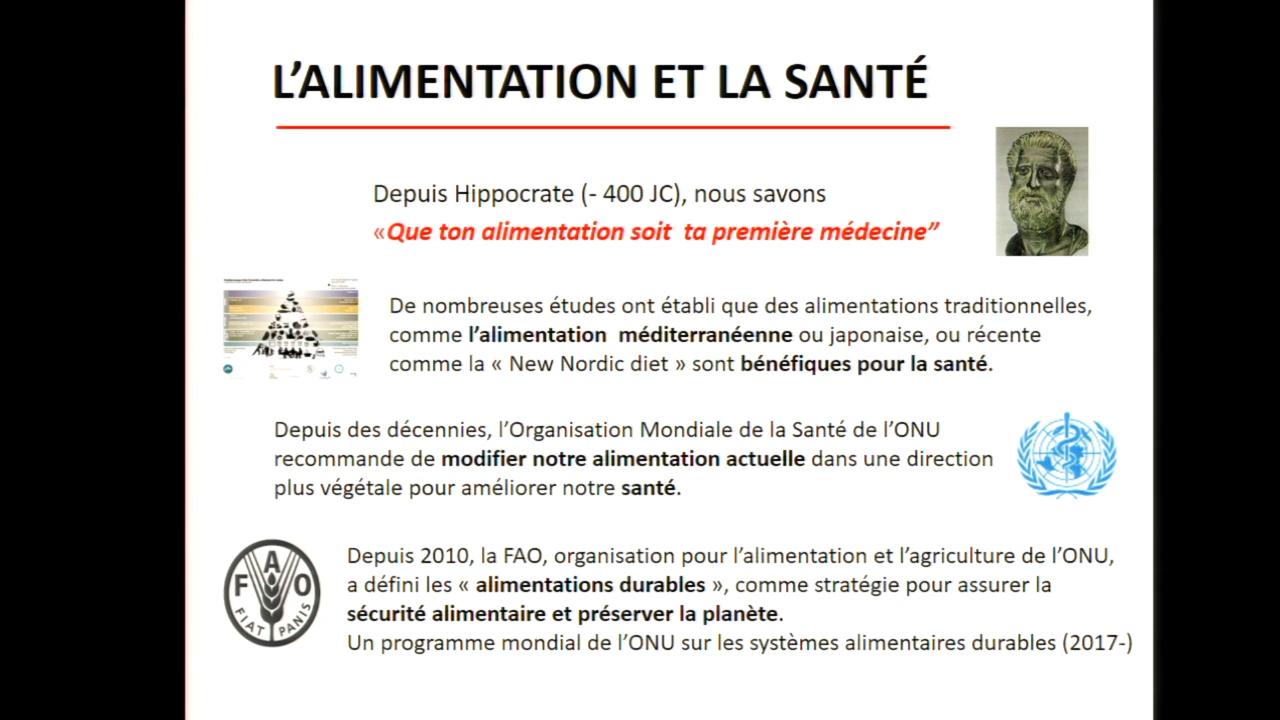 L'ALIMENTATION ET LA SANTÉ
Depuis Hippocrate (- 400 JC), nous savons
«Que ton alimentation soit ta première médecine”
De nombreuses études ont établi que des alimentations traditionnelles,
comme l'alimentation méditerranéenne ou japonaise, ou récente
comme la « New Nordic diet » sont bénéfiques pour la santé.
Depuis des décennies, l'Organisation Mondiale de la Santé de l'ONU
recommande de modifier notre alimentation actuelle dans une direction
plus végétale pour améliorer notre santé.
F A O
FIAT PANIS
Depuis 2010, la FAO, organisation pour l'alimentation et l'agriculture de l'ONU,
a défini les « alimentations durables », comme stratégie pour assurer la
sécurité alimentaire et préserver la planète.
Un programme mondial de l'ONU sur les systèmes alimentaires durables (2017-)